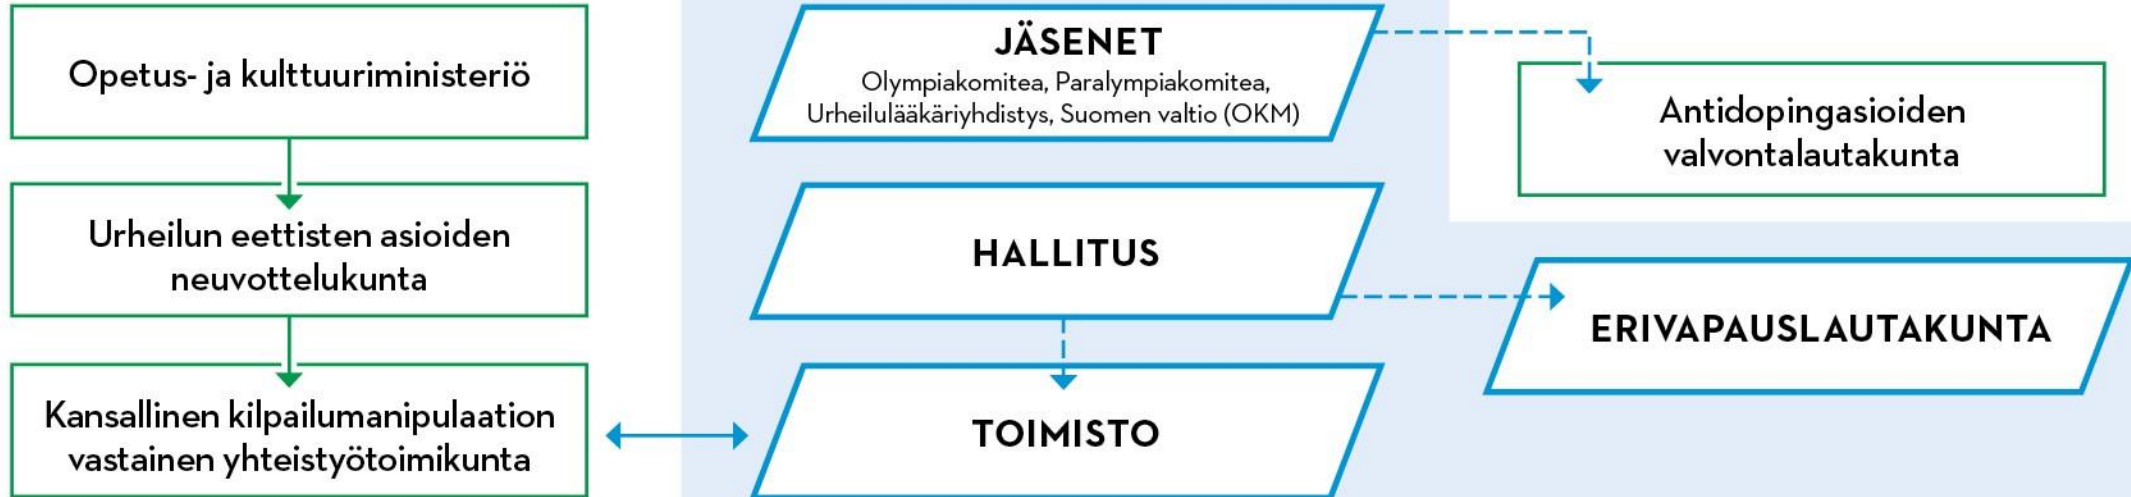 Opetus- ja kulttuuriministeriö
Urheilun eettisten asioiden
neuvottelukunta
Kansallinen kilpailumanipulaation
vastainen yhteistyötoimikunta
JÄSENET
Olympiakomitea, Paralympiakomitea,
Urheilulääkäriyhdistys, Suomen valtio (OKM)
HALLITUS
TOIMISTO
Antidopingasioiden
valvontalautakunta
ERIVAPAUSLAUTAKUNTA